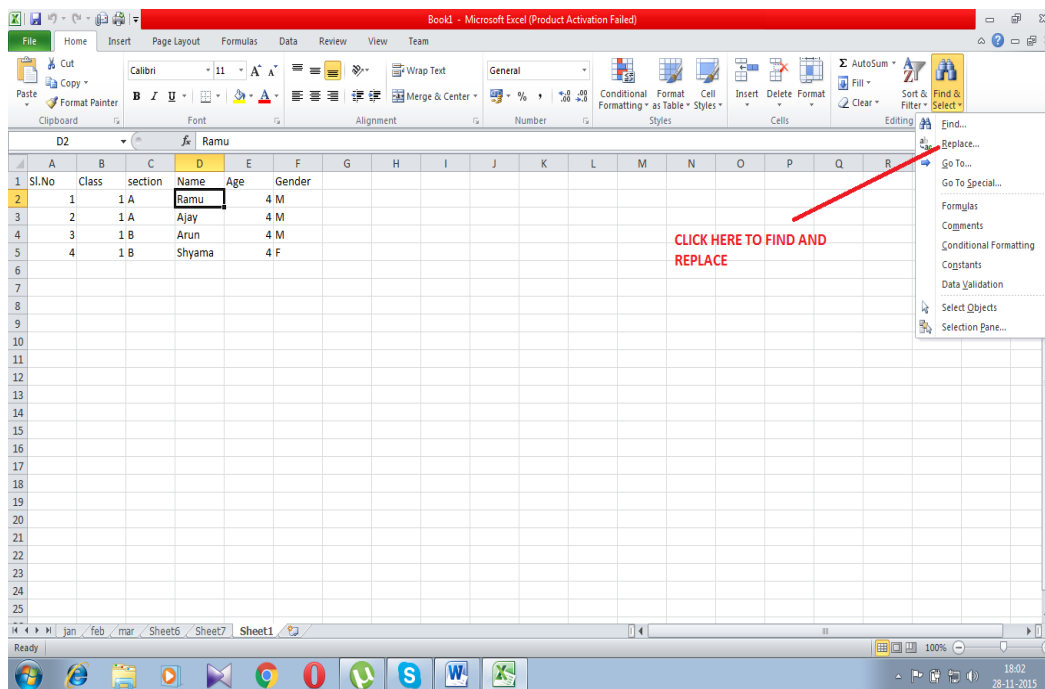 Book1 - Microsoft Excel (Product Activation Failed)
File Home Insert Page Layout Formulas Data Review View Team
Paste
Cut
Copy
Format Painter
Clipboard
Calibri 11
B I U
Font
Wrap Text
Merge & Center
Alignment
General
% ,
Number
Conditional Formatting
Format as Table
Cell Styles
Styles
Insert Delete Format
Cells
Σ AutoSum
Fill
Clear
Sort & Filter
Find & Select
Editing
D2 fx Ramu
A B C D E F G H I J K L M N O P Q R
1 Sl.No Class section Name Age Gender
2 1 1 A Ramu 4 M
3 2 1 A Ajay 4 M
4 3 1 B Arun 4 M
5 4 1 B Shyama 4 F
6
7
8
9
10
11
12
13
14
15
16
17
18
19
20
21
22
23
24
25
Find...
Replace...
Go To...
Go To Special...
Formulas
Comments
Conditional Formatting
Constants
Data Validation
Select Objects
Selection Pane...
CLICK HERE TO FIND AND
REPLACE
jan feb mar Sheet6 Sheet7 Sheet1
Ready 100%
18:02
28-11-2015